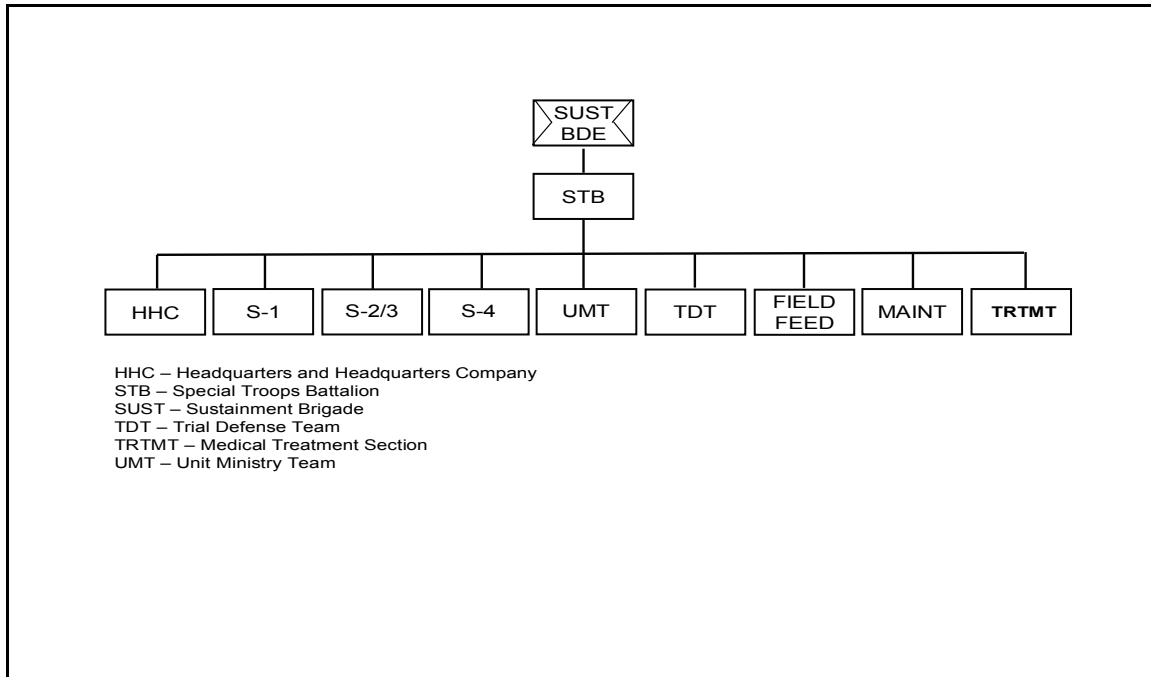 SUST
BDE
STB
HHC
S-1
S-2/3
S-4
UMT
TDT
FIELD
FEED
MAINT
TRTMT
HHC – Headquarters and Headquarters Company
STB – Special Troops Battalion
SUST – Sustainment Brigade
TDT – Trial Defense Team
TRTMT – Medical Treatment Section
UMT – Unit Ministry Team